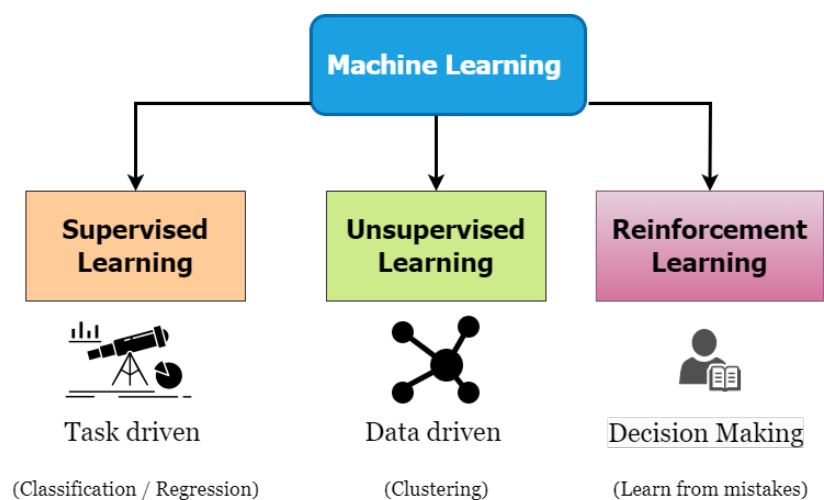 Machine Learning
Supervised
Learning
Unsupervised
Learning
Reinforcement
Learning
Task driven
Data driven
Decision Making
(Classification / Regression)
(Clustering)
(Learn from mistakes)